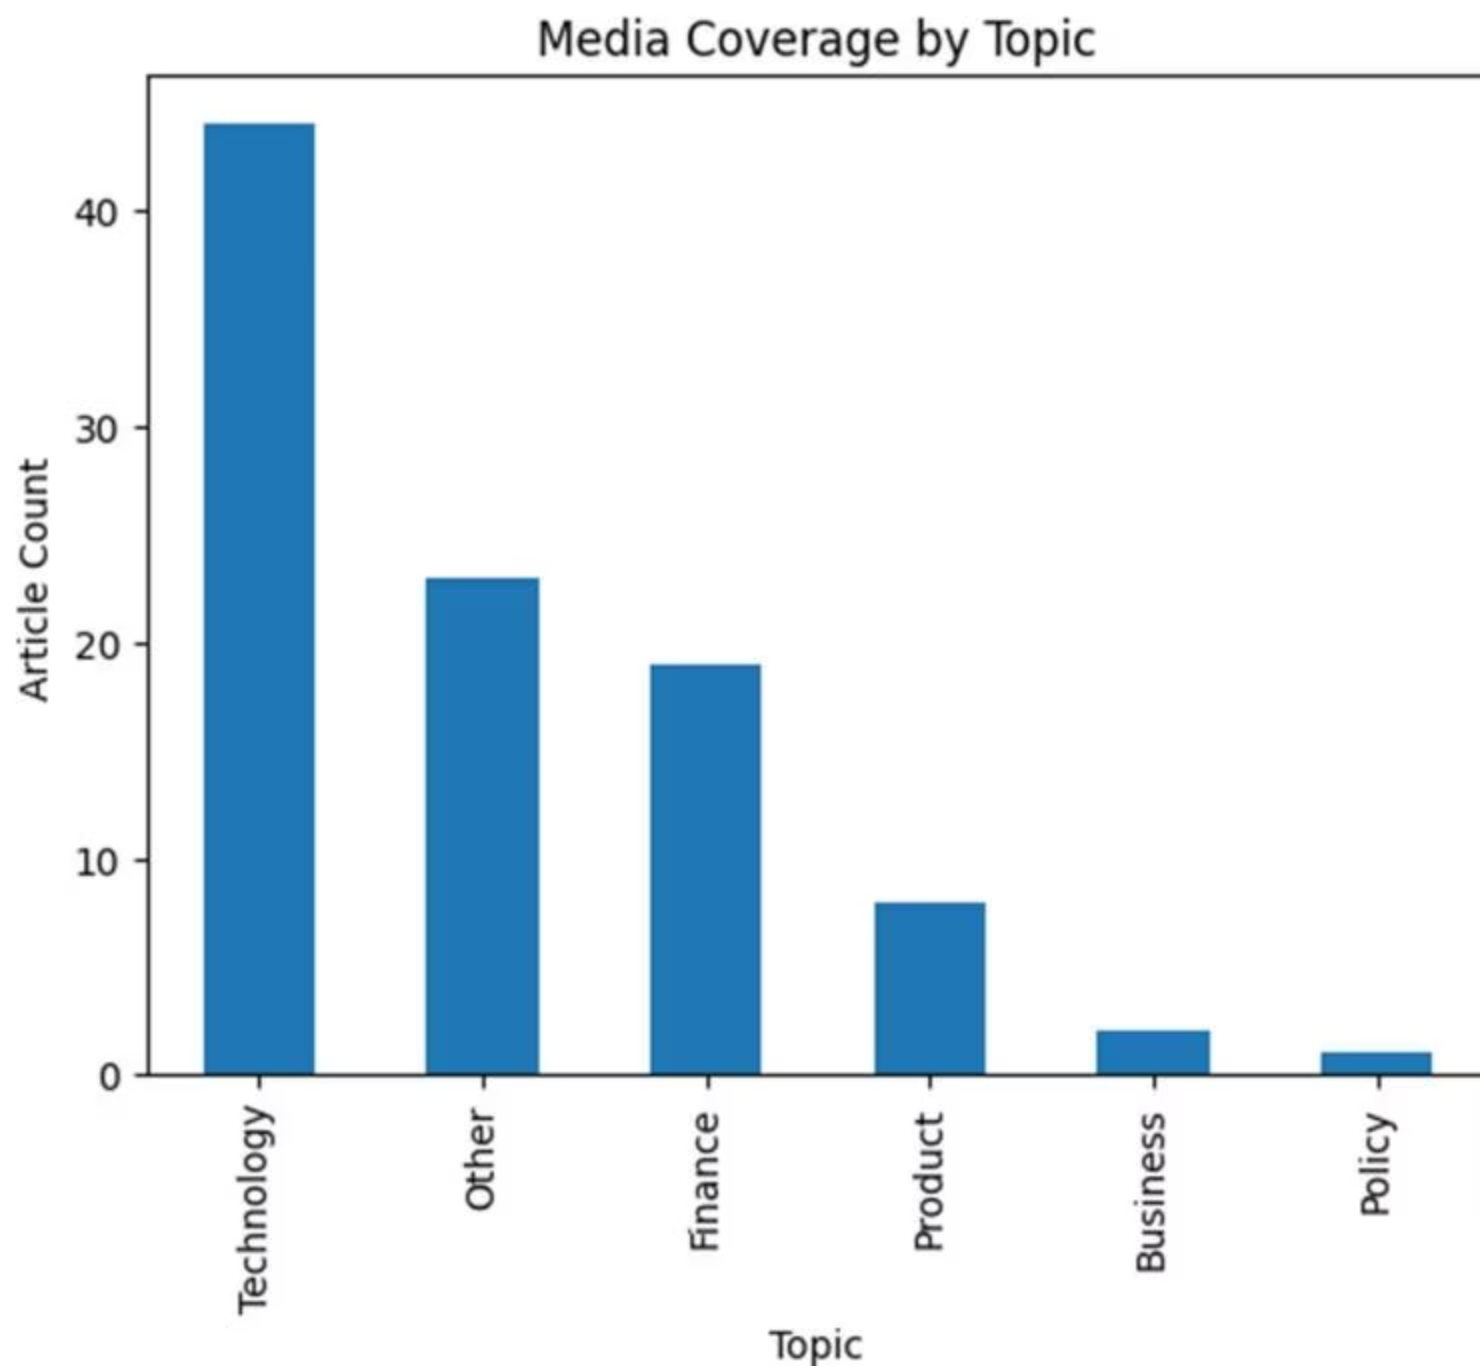 Media Coverage by Topic
Article Count
40
30
20
10
0
Technology
Other
Finance
Product
Business
Policy
Topic